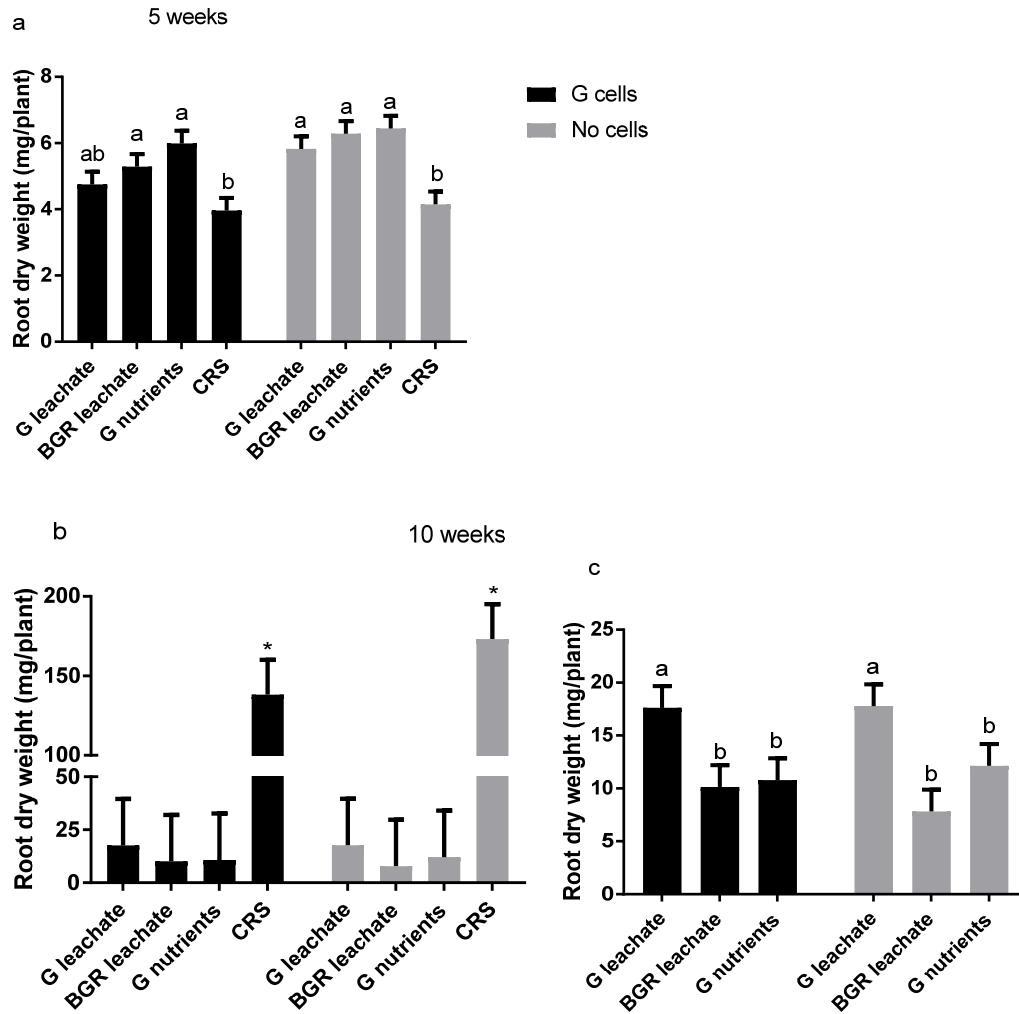 a
5 weeks
Root dry weight (mg/plant)
8
6
4
2
0
ab
a
a
b
a
a
a
b
G leachate
BGR leachate
G nutrients
CRS
G leachate
BGR leachate
G nutrients
CRS
G cells
No cells
b
10 weeks
Root dry weight (mg/plant)
200
150
100
50
25
0
*
*
G leachate
BGR leachate
G nutrients
CRS
G leachate
BGR leachate
G nutrients
CRS
c
Root dry weight (mg/plant)
25
20
15
10
5
0
a
b
b
a
b
b
G leachate
BGR leachate
G nutrients
G leachate
BGR leachate
G nutrients